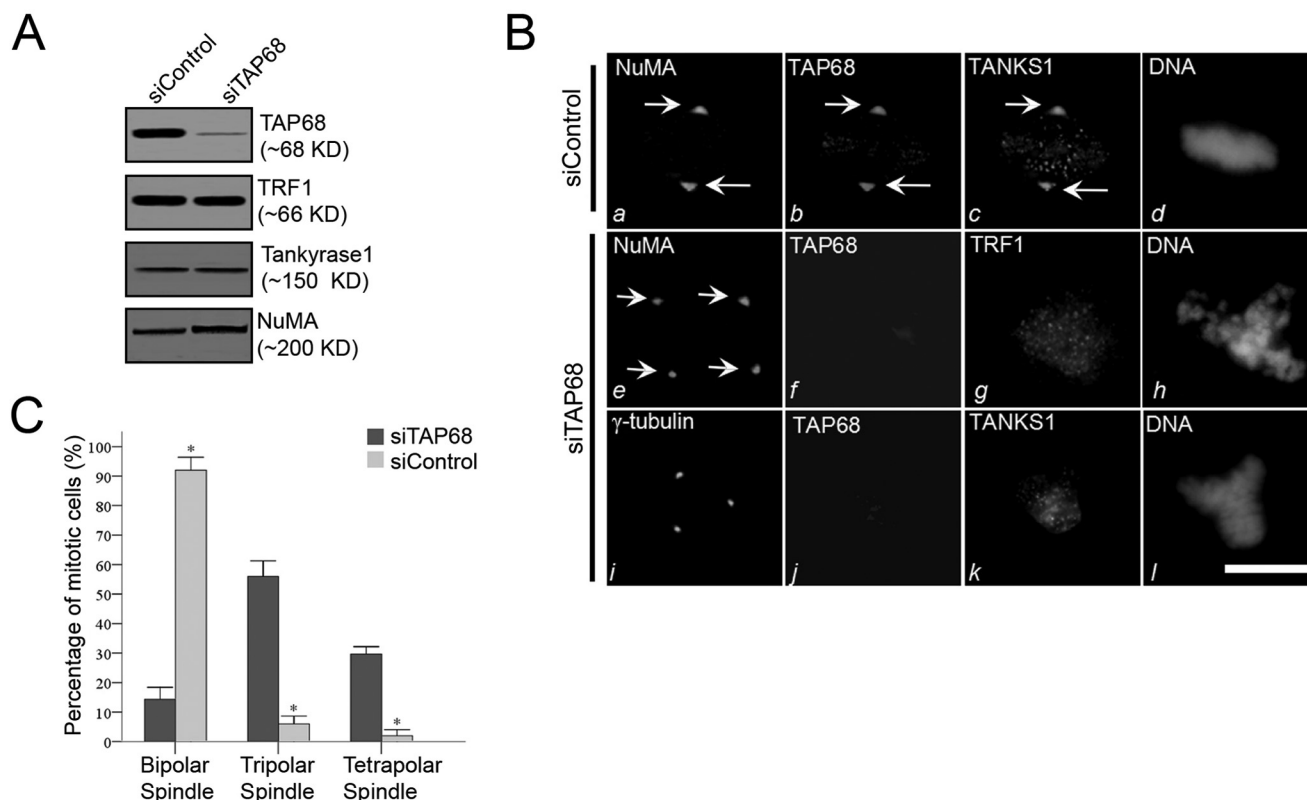 A
siControl
siTAP68
TAP68
(~68 KD)
TRF1
(~66 KD)
Tankyrase1
(~150 KD)
NuMA
(~200 KD)
B
siControl
NuMA
a
TAP68
b
TANKS1
c
DNA
d
siTAP68
NuMA
e
TAP68
f
TRF1
g
DNA
h
γ-tubulin
i
TAP68
j
TANKS1
k
DNA
l
C
Percentage of mitotic cells (%)
100
90
80
70
60
50
40
30
20
10
0
siTAP68
siControl
*
*
*
Bipolar
Spindle
Tripolar
Spindle
Tetrapolar
Spindle